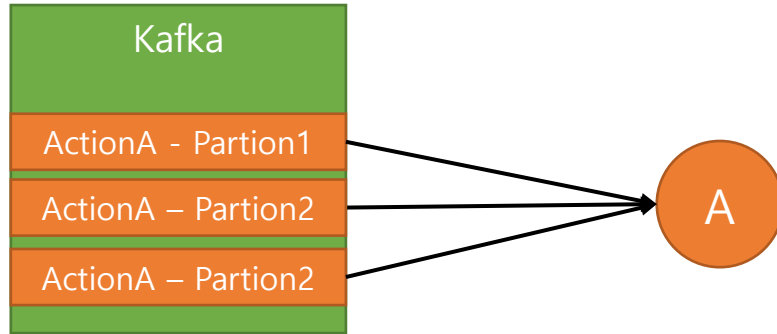 Kafka
ActionA - Partion1
ActionA – Partion2
ActionA – Partion2
A